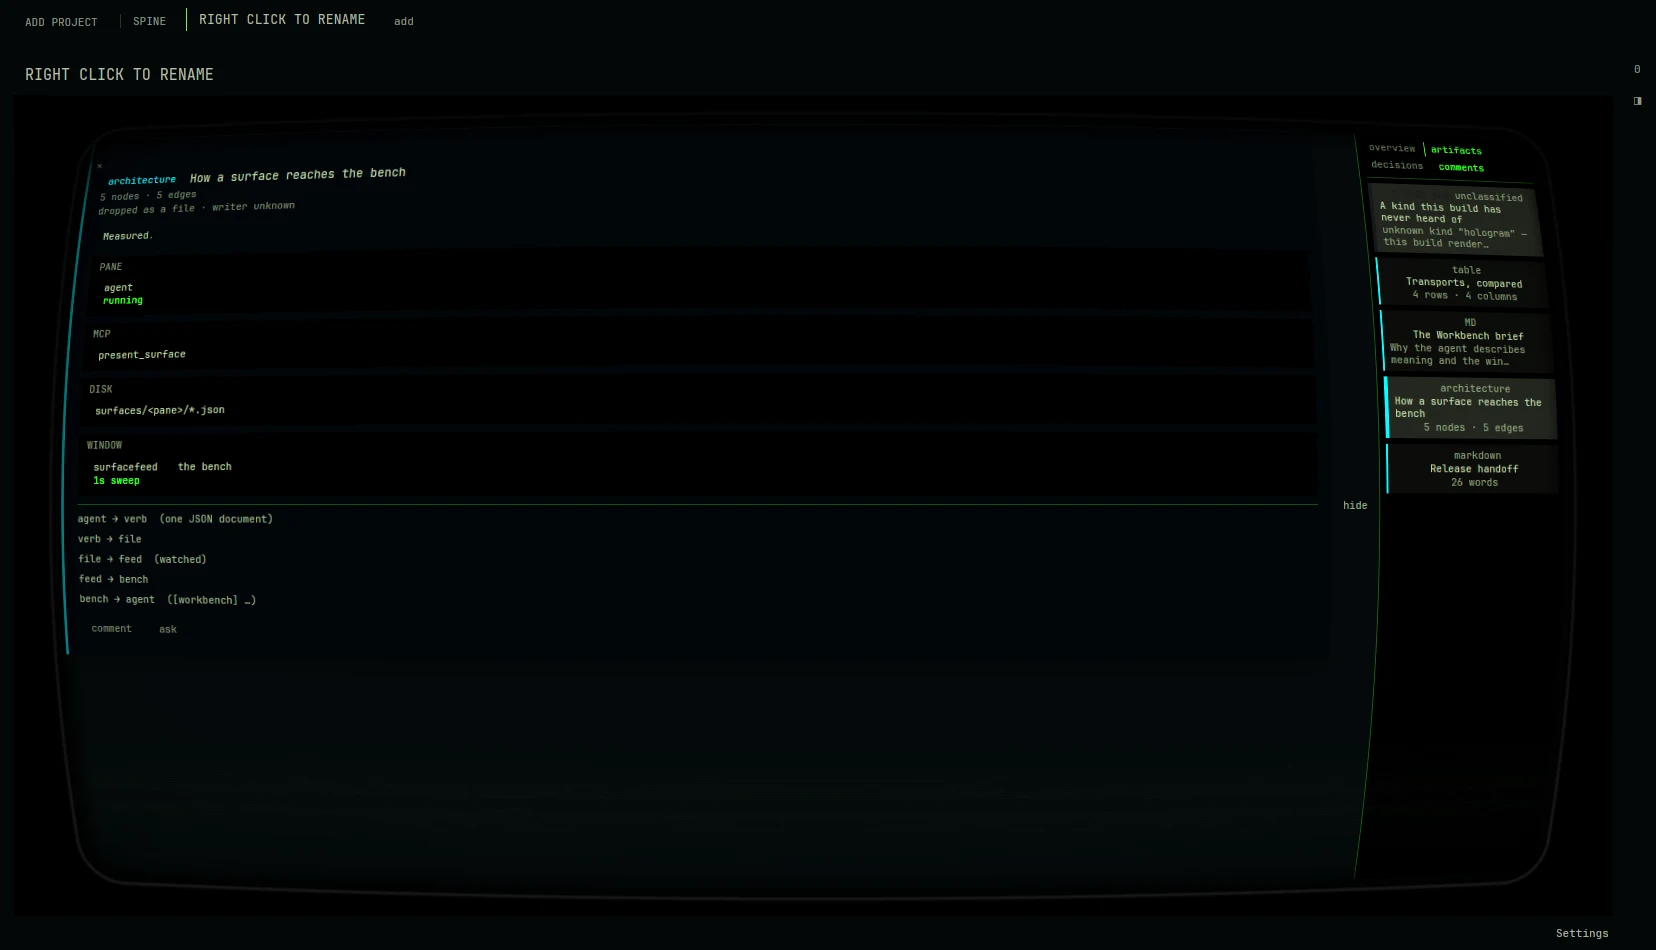 ADD PROJECT
SPINE
RIGHT CLICK TO RENAME
add
RIGHT CLICK TO RENAME
0
×
architecture How a surface reaches the bench
5 nodes · 5 edges
dropped as a file · writer unknown
Measured.
PANE
agent
running
MCP
present_surface
DISK
surfaces/<pane>/*.json
WINDOW
surfacefeed the bench
1s sweep
agent → verb (one JSON document)
verb → file
file → feed (watched)
feed → bench
bench → agent ([workbench] …)
comment ask
hide
overview artifacts
decisions comments
unclassified
A kind this build has
never heard of
unknown kind "hologram" —
this build render…
table
Transports, compared
4 rows · 4 columns
MD
The Workbench brief
Why the agent describes
meaning and the win…
architecture
How a surface reaches the
bench
5 nodes · 5 edges
markdown
Release handoff
26 words
Settings